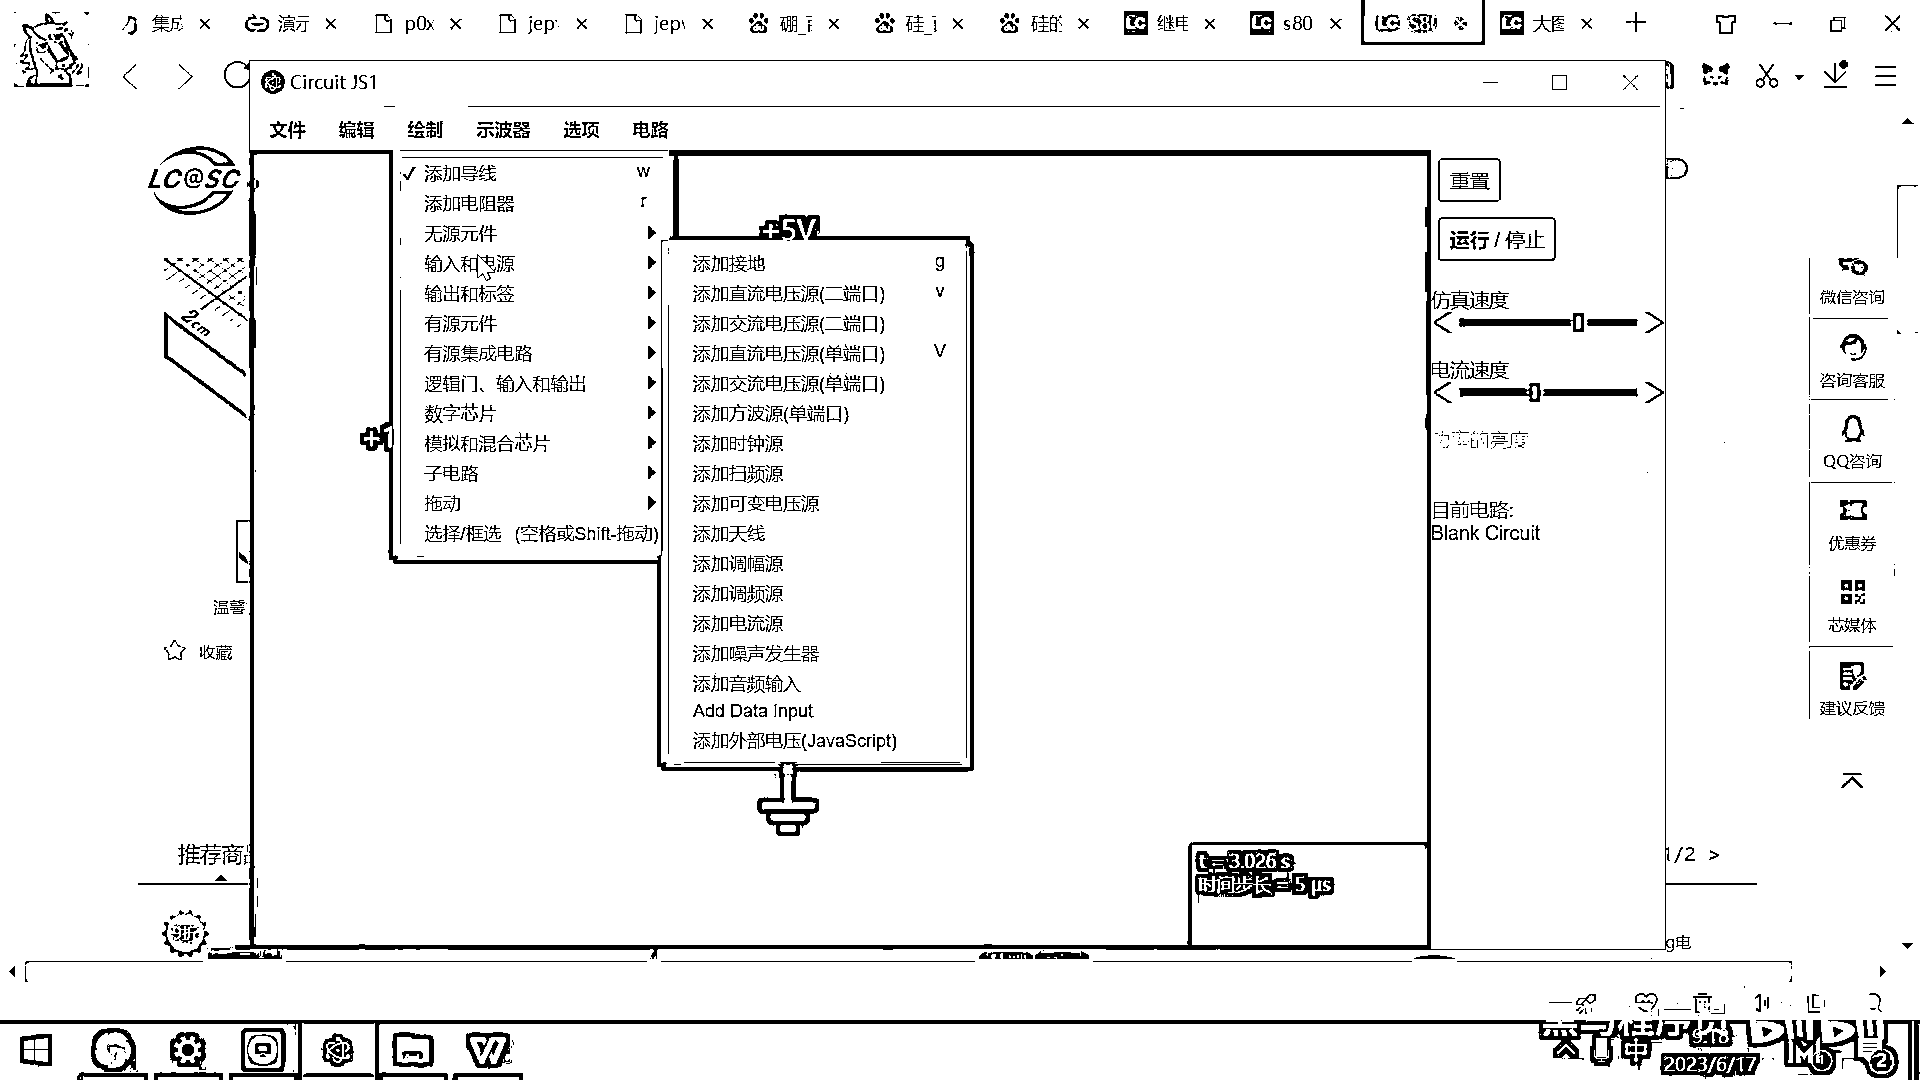 集成
演示
p0x
jep
jepv
硼_
硅_
硅的
继电
s80
S80
大图
Circuit JS1
文件 编辑 绘制 示波器 选项 电路
LC@SC
添加导线 w
添加电阻器 r
无源元件
输入和电源
输出和标签
有源元件
有源集成电路
逻辑门、输入和输出
数字芯片
模拟和混合芯片
子电路
拖动
选择/框选 (空格或Shift-拖动)
+5V
添加接地 g
添加直流电压源(二端口) v
添加交流电压源(二端口)
添加直流电压源(单端口) V
添加交流电压源(单端口)
添加方波源(单端口)
添加时钟源
添加扫频源
添加可变电压源
添加天线
添加调幅源
添加调频源
添加电流源
添加噪声发生器
添加音频输入
Add Data Input
添加外部电压(JavaScript)
t = 3.026 s
时间步长 = 5 μs
重置
运行 / 停止
仿真速度
电流速度
功率的亮度
目前电路:
Blank Circuit
2cm
温馨
收藏
推荐商品
1/2 >
g电
微信咨询
咨询客服
QQ咨询
优惠券
芯媒体
建议反馈
黑马程序员
中
9:18
2023/6/17
2